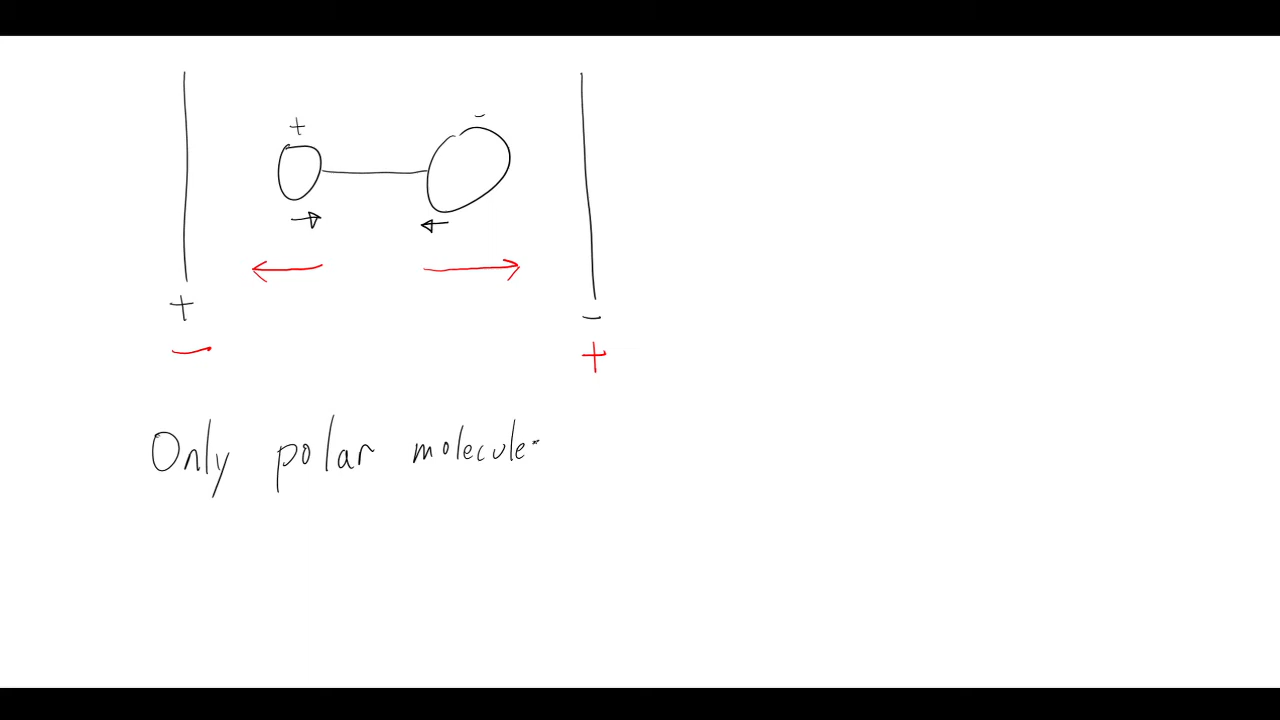 + -
+ -
- +
Only polar molecule